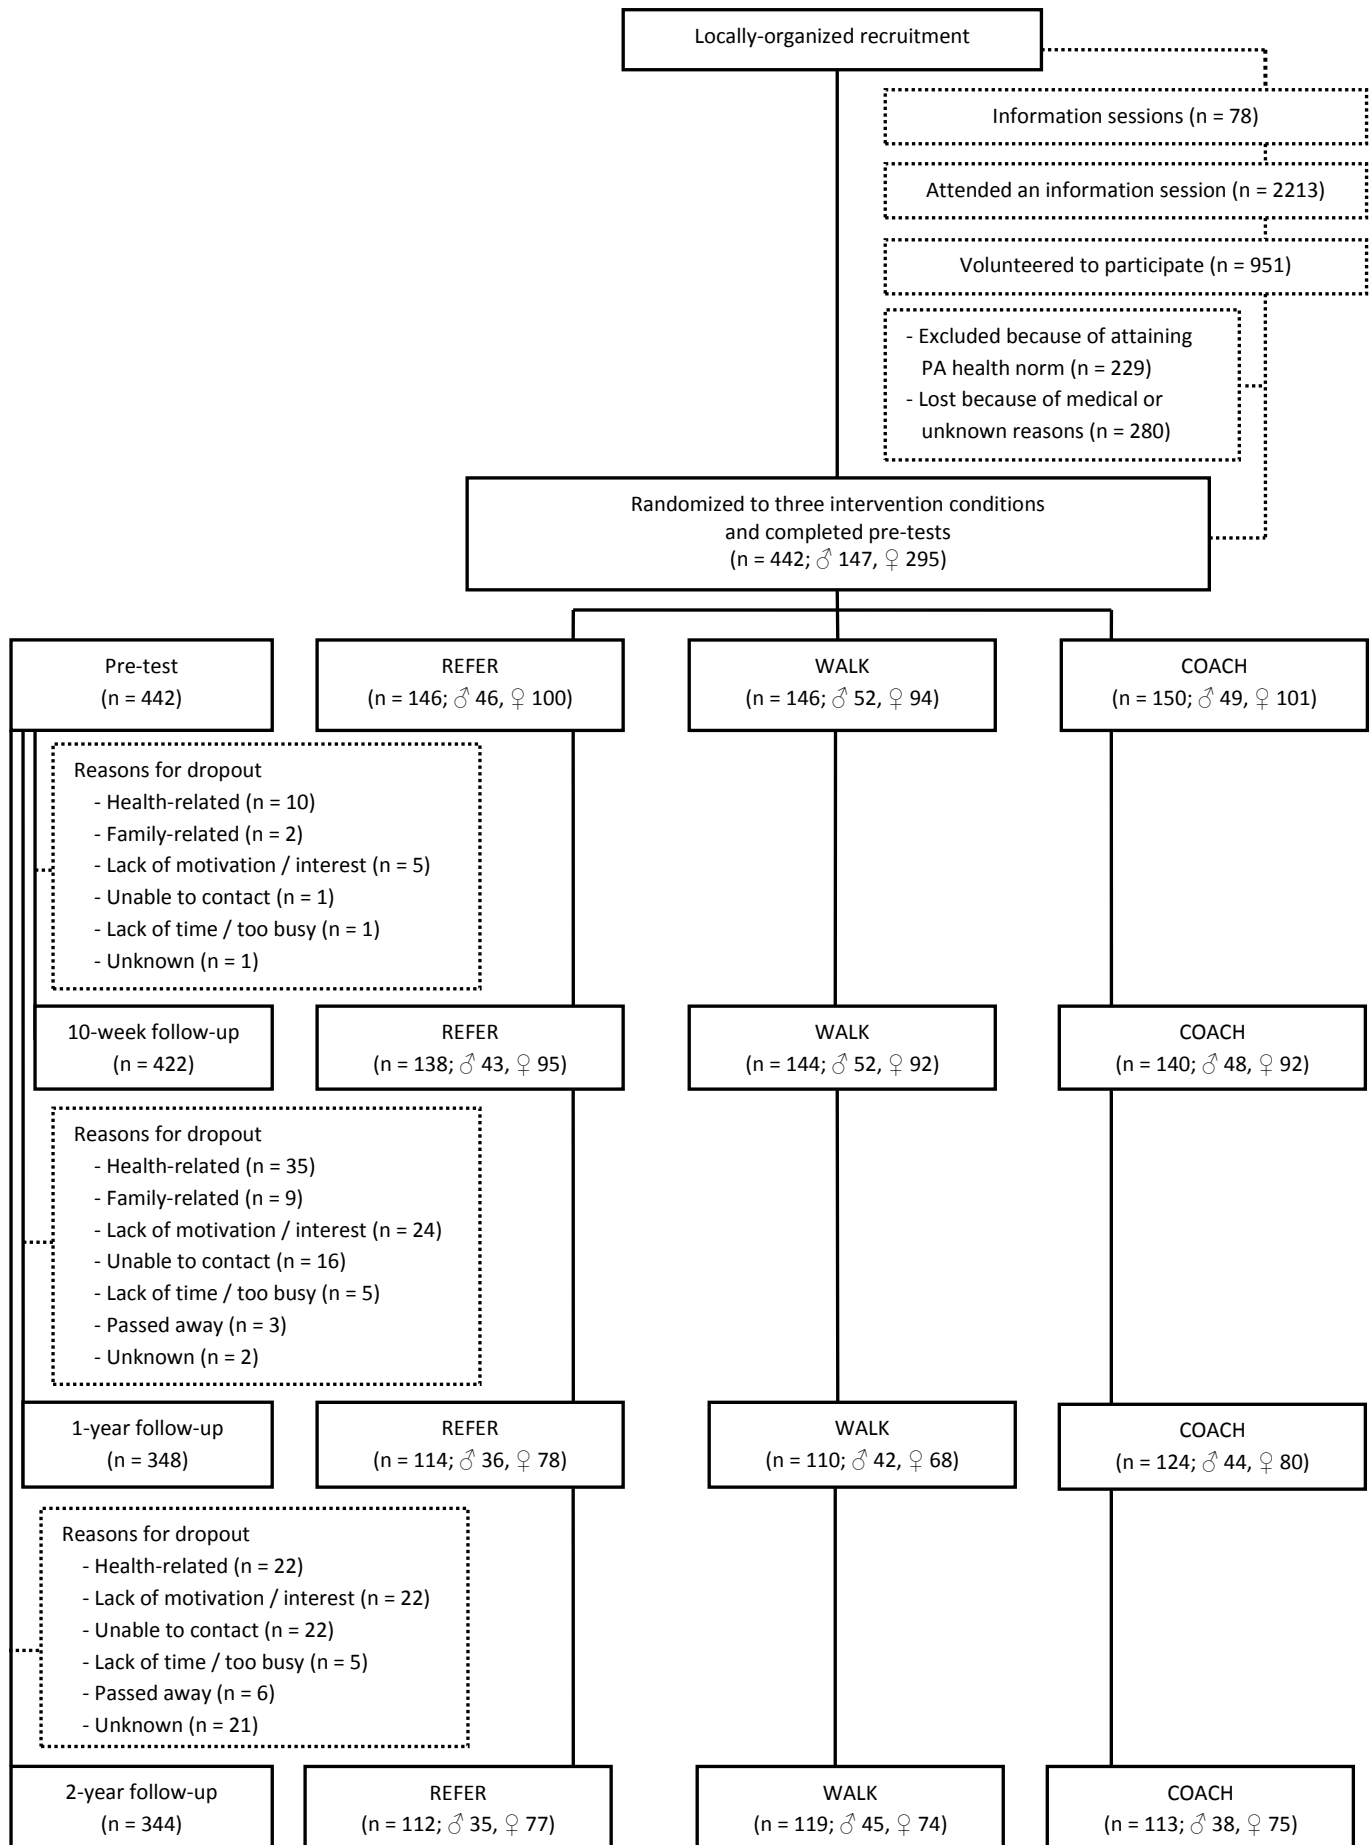 Locally-organized recruitment
Information sessions (n = 78)
Attended an information session (n = 2213)
Volunteered to participate (n = 951)
- Excluded because of attaining
PA health norm (n = 229)
- Lost because of medical or
unknown reasons (n = 280)
Randomized to three intervention conditions
and completed pre-tests
(n = 442; ♂ 147, ♀ 295)
Pre-test
(n = 442)
REFER
(n = 146; ♂ 46, ♀ 100)
WALK
(n = 146; ♂ 52, ♀ 94)
COACH
(n = 150; ♂ 49, ♀ 101)
Reasons for dropout
- Health-related (n = 10)
- Family-related (n = 2)
- Lack of motivation / interest (n = 5)
- Unable to contact (n = 1)
- Lack of time / too busy (n = 1)
- Unknown (n = 1)
10-week follow-up
(n = 422)
REFER
(n = 138; ♂ 43, ♀ 95)
WALK
(n = 144; ♂ 52, ♀ 92)
COACH
(n = 140; ♂ 48, ♀ 92)
Reasons for dropout
- Health-related (n = 35)
- Family-related (n = 9)
- Lack of motivation / interest (n = 24)
- Unable to contact (n = 16)
- Lack of time / too busy (n = 5)
- Passed away (n = 3)
- Unknown (n = 2)
1-year follow-up
(n = 348)
REFER
(n = 114; ♂ 36, ♀ 78)
WALK
(n = 110; ♂ 42, ♀ 68)
COACH
(n = 124; ♂ 44, ♀ 80)
Reasons for dropout
- Health-related (n = 22)
- Lack of motivation / interest (n = 22)
- Unable to contact (n = 22)
- Lack of time / too busy (n = 5)
- Passed away (n = 6)
- Unknown (n = 21)
2-year follow-up
(n = 344)
REFER
(n = 112; ♂ 35, ♀ 77)
WALK
(n = 119; ♂ 45, ♀ 74)
COACH
(n = 113; ♂ 38, ♀ 75)